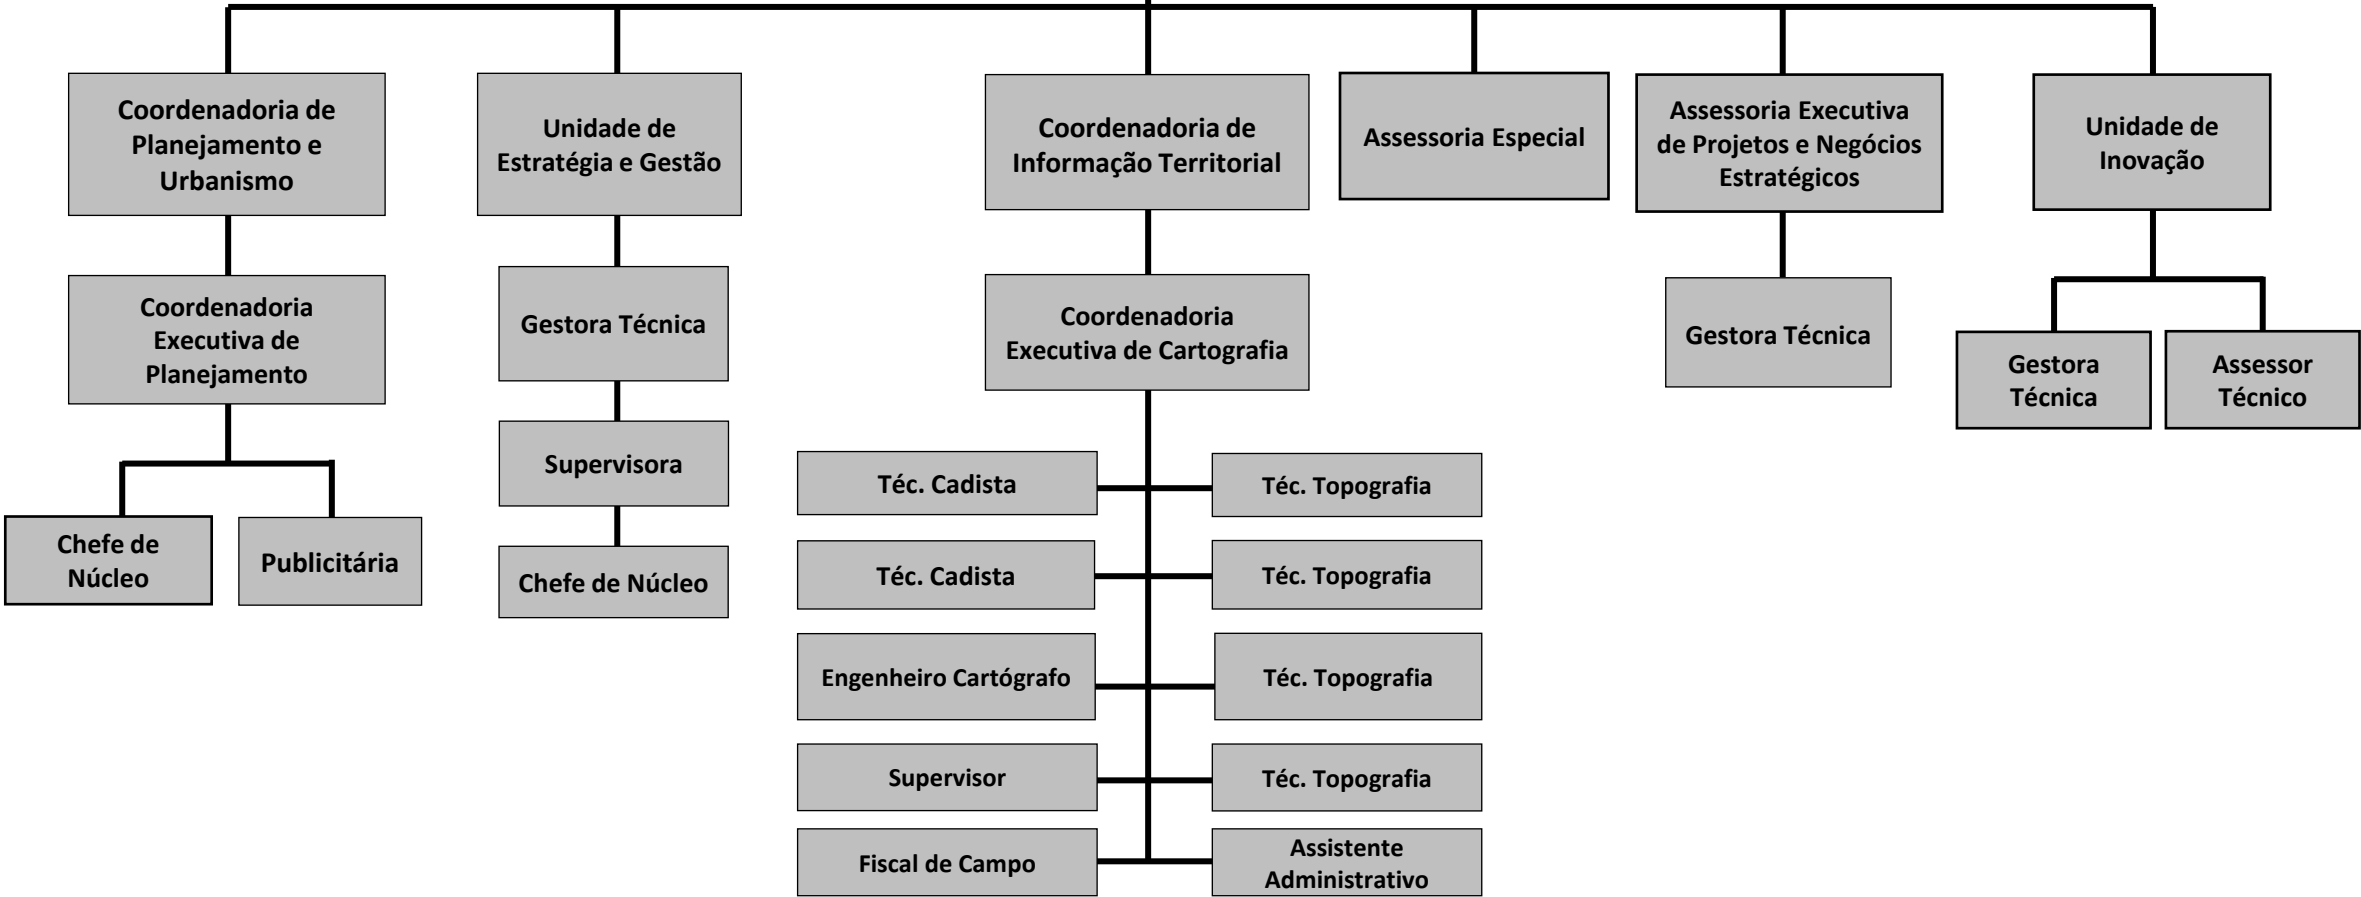 Coordenadoria de
Planejamento e
Urbanismo
Unidade de
Estratégia e Gestão
Coordenadoria de
Informação Territorial
Assessoria Especial
Assessoria Executiva
de Projetos e Negócios
Estratégicos
Unidade de
Inovação
Coordenadoria
Executiva de
Planejamento
Gestora Técnica
Coordenadoria
Executiva de Cartografia
Gestora Técnica
Gestora
Técnica
Assessor
Técnico
Supervisora
Chefe de
Núcleo
Publicitária
Chefe de Núcleo
Téc. Cadista
Téc. Topografia
Téc. Cadista
Téc. Topografia
Engenheiro Cartógrafo
Téc. Topografia
Supervisor
Téc. Topografia
Fiscal de Campo
Assistente
Administrativo